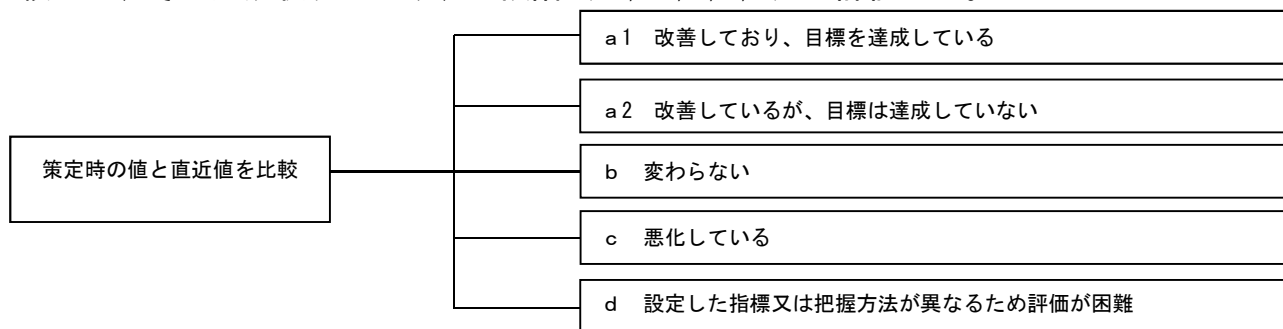 a1 改善しており、目標を達成している
a2 改善しているが、目標は達成していない
策定時の値と直近値を比較
b 変わらない
c 悪化している
d 設定した指標又は把握方法が異なるため評価が困難